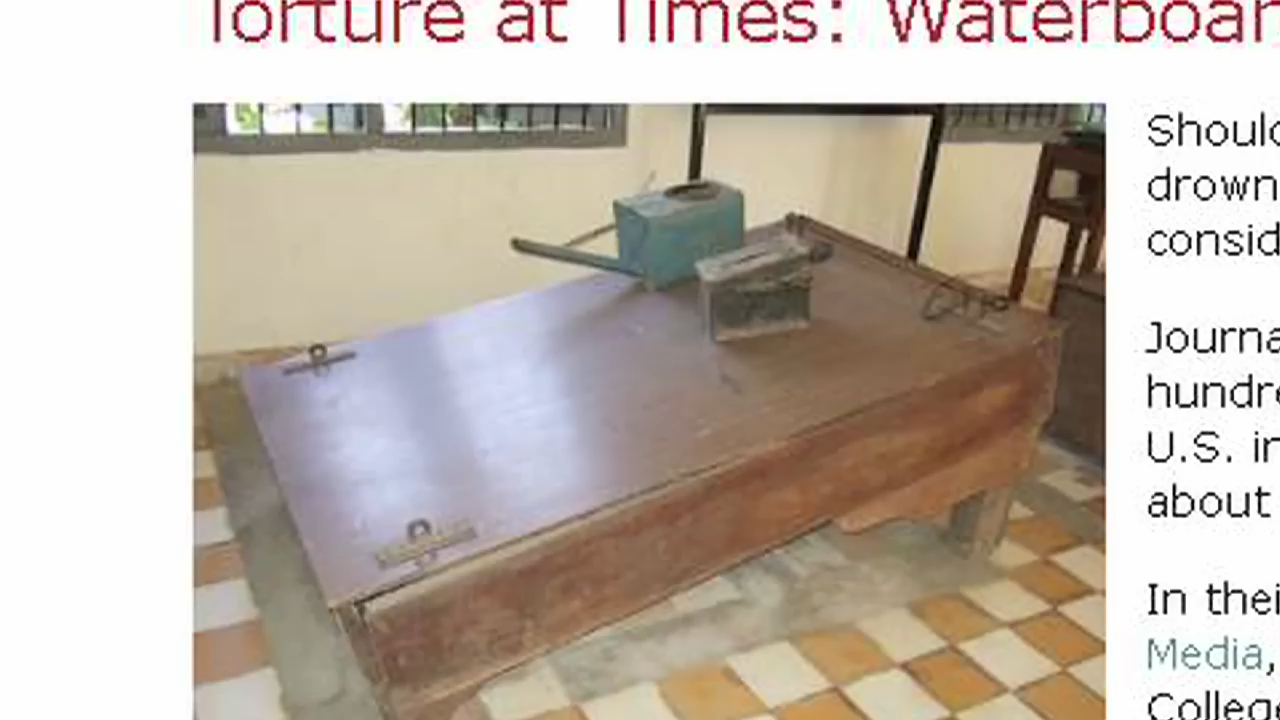 Torture at Times: Waterboar
Should
drown
consid
Journa
hundre
U.S. in
about
In thei
Media,
College